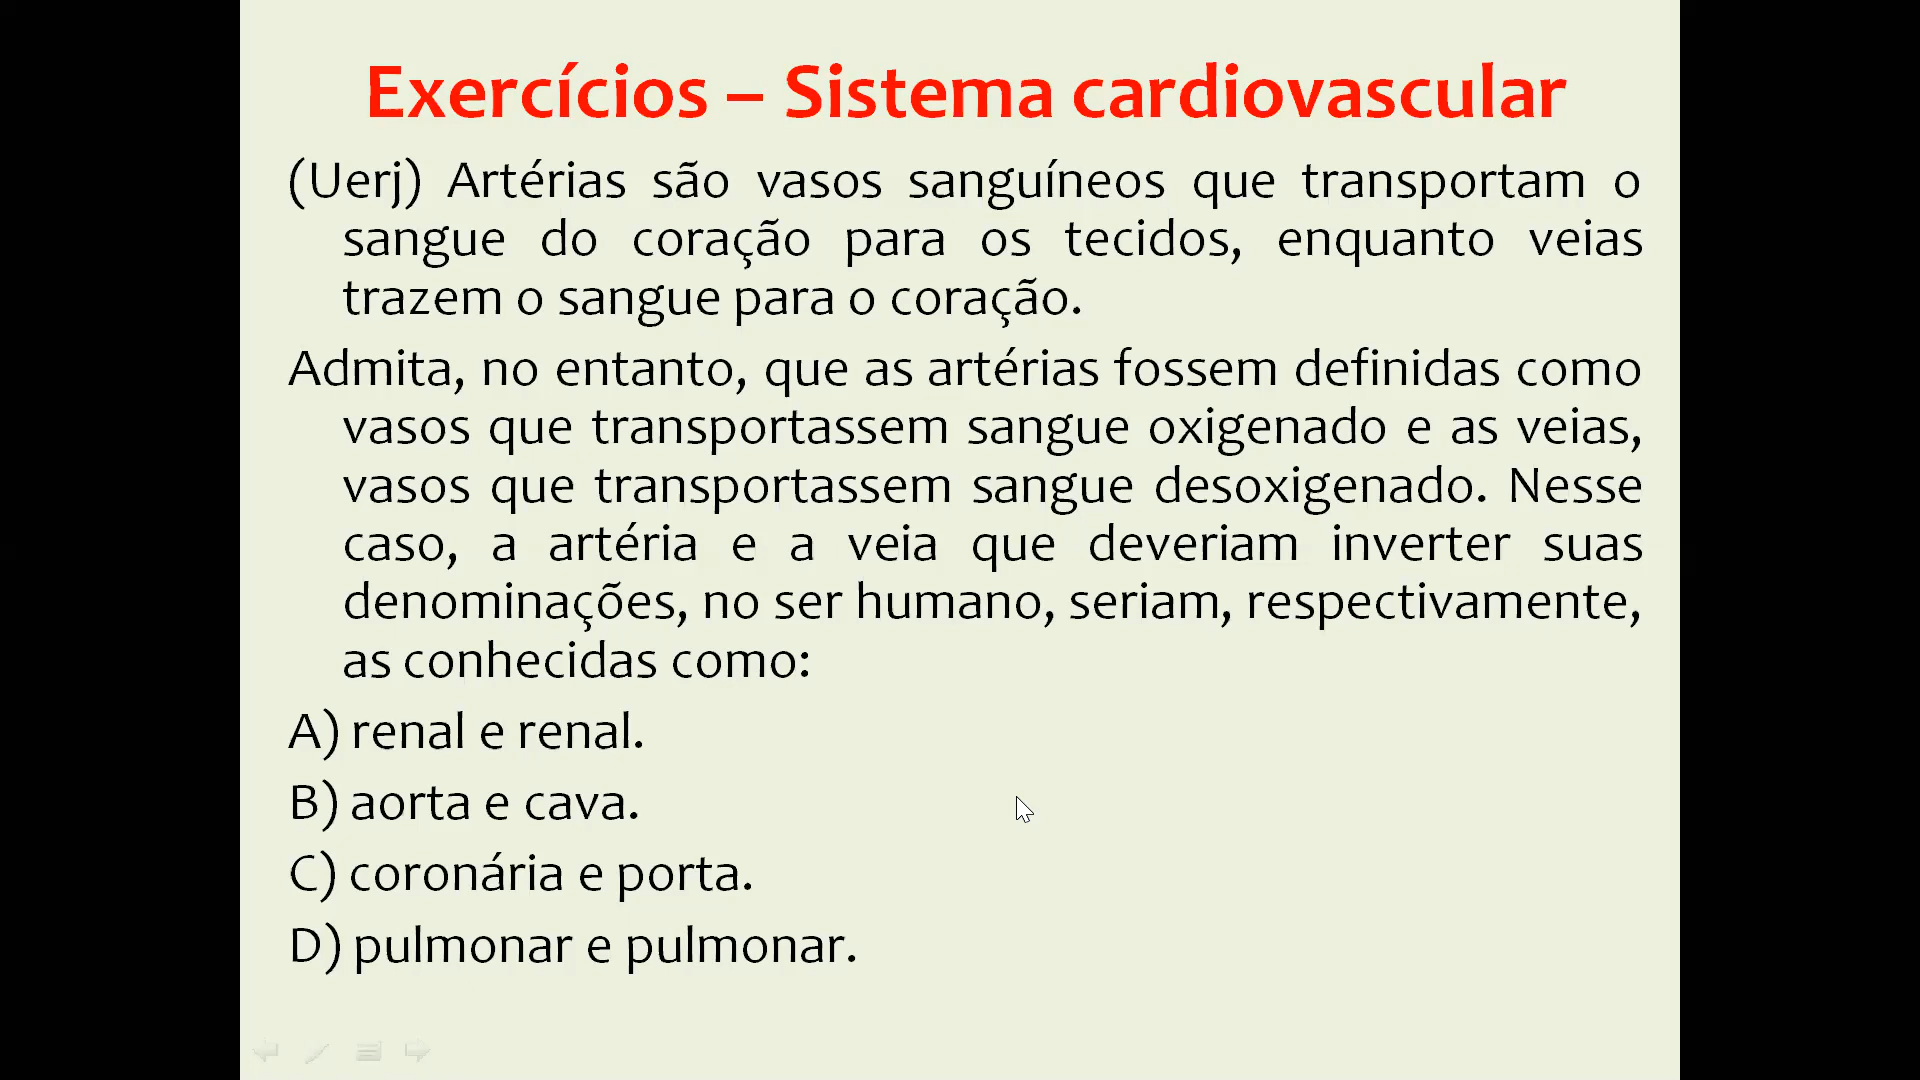 Exercícios – Sistema cardiovascular
(Uerj) Artérias são vasos sanguíneos que transportam o
sangue do coração para os tecidos, enquanto veias
trazem o sangue para o coração.
Admita, no entanto, que as artérias fossem definidas como
vasos que transportassem sangue oxigenado e as veias,
vasos que transportassem sangue desoxigenado. Nesse
caso, a artéria e a veia que deveriam inverter suas
denominações, no ser humano, seriam, respectivamente,
as conhecidas como:
A) renal e renal.
B) aorta e cava.
C) coronária e porta.
D) pulmonar e pulmonar.